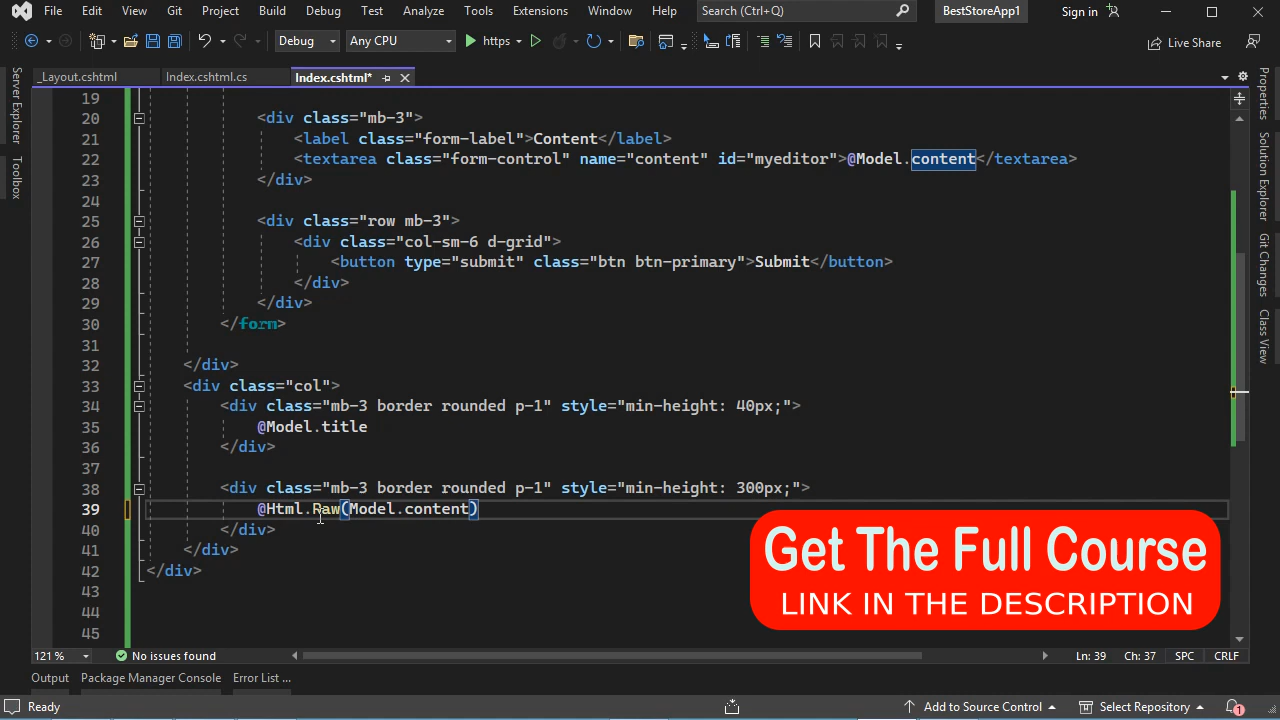 File Edit View Git Project Build Debug Test Analyze Tools Extensions Window Help Search (Ctrl+Q) BestStoreApp1 Sign in
Debug Any CPU https Live Share
_Layout.cshtml Index.cshtml.cs Index.cshtml*
Server Explorer
Toolbox
Properties
Solution Explorer
Git Changes
Class View
19
20 <div class="mb-3">
21 <label class="form-label">Content</label>
22 <textarea class="form-control" name="content" id="myeditor">@Model.content</textarea>
23 </div>
24
25 <div class="row mb-3">
26 <div class="col-sm-6 d-grid">
27 <button type="submit" class="btn btn-primary">Submit</button>
28 </div>
29 </div>
30 </form>
31
32 </div>
33 <div class="col">
34 <div class="mb-3 border rounded p-1" style="min-height: 40px;">
35 @Model.title
36 </div>
37
38 <div class="mb-3 border rounded p-1" style="min-height: 300px;">
39 @Html.Raw(Model.content)
40 </div>
41 </div>
42 </div>
43
44
45
Get The Full Course
LINK IN THE DESCRIPTION
121 % No issues found Ln: 39 Ch: 37 SPC CRLF
Output Package Manager Console Error List ...
Ready Add to Source Control Select Repository 1